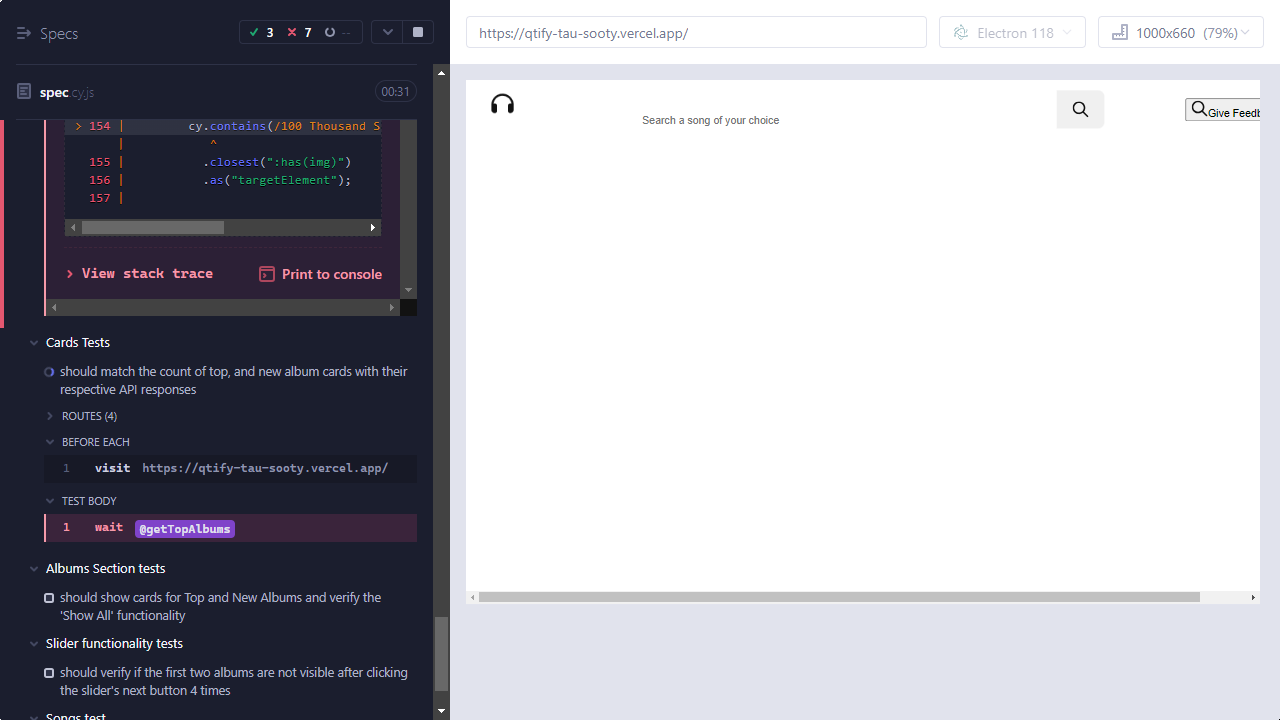 Specs
3
7
--
spec.cy.js
00:31
> 154 | cy.contains(/100 Thousand S
| ^
155 | .closest(":has(img)")
156 | .as("targetElement");
157 |
View stack trace
Print to console
Cards Tests
should match the count of top, and new album cards with their
respective API responses
ROUTES (4)
BEFORE EACH
1 visit https://qtify-tau-sooty.vercel.app/
TEST BODY
1 wait @getTopAlbums
Albums Section tests
should show cards for Top and New Albums and verify the
'Show All' functionality
Slider functionality tests
should verify if the first two albums are not visible after clicking
the slider's next button 4 times
Songs test
https://qtify-tau-sooty.vercel.app/
Electron 118
1000x660 (79%)
Search a song of your choice
Give Feedb